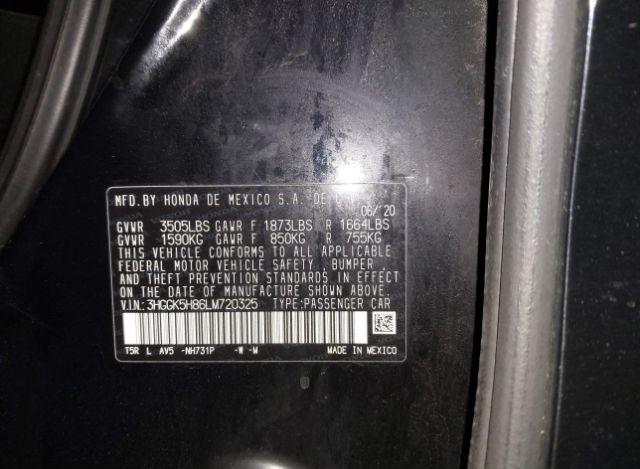 MFD.BY HONDA DE MEXICO S.A. DE C.V.
06/20
GVWR 3505LBS GAWR F 1873LBS R 1664LBS
GVWR 1590KG GAWR F 850KG R 755KG
THIS VEHICLE CONFORMS TO ALL APPLICABLE
FEDERAL MOTOR VEHICLE SAFETY, BUMPER
AND THEFT PREVENTION STANDARDS IN EFFECT
ON THE DATE OF MANUFACTURE SHOWN ABOVE.
V.I.N.:3HGGK5H86LM720325 TYPE:PASSENGER CAR
T5R L AV5 -NH731P -W -M MADE IN MEXICO